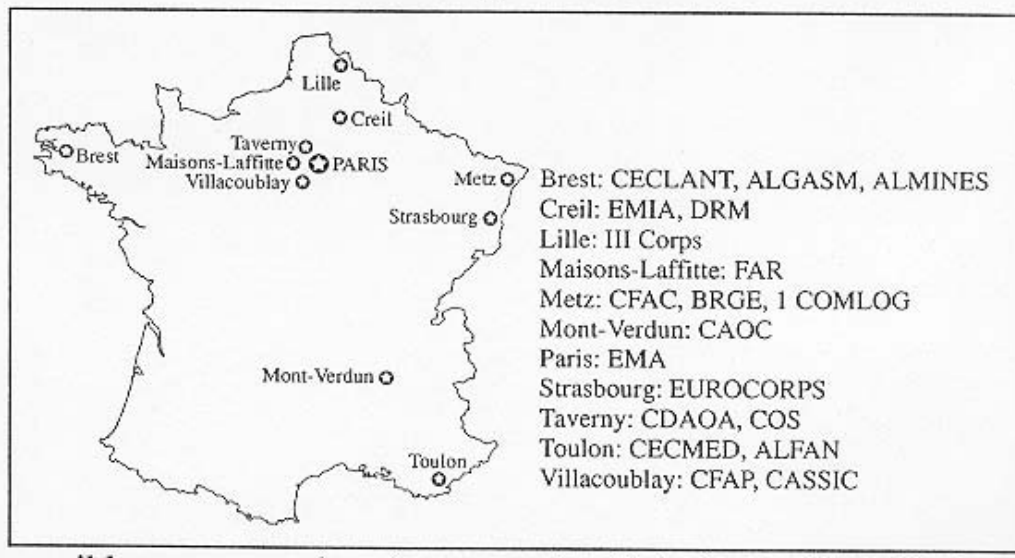 Lille
Creil
Taverny
Brest
Maisons-Laffitte
PARIS
Villacoublay
Metz
Strasbourg
Mont-Verdun
Toulon
Brest: CECLANT, ALGASM, ALMINES
Creil: EMIA, DRM
Lille: III Corps
Maisons-Laffitte: FAR
Metz: CFAC, BRGE, 1 COMLOG
Mont-Verdun: CAOC
Paris: EMA
Strasbourg: EUROCORPS
Taverny: CDAOA, COS
Toulon: CECMED, ALFAN
Villacoublay: CFAP, CASSIC